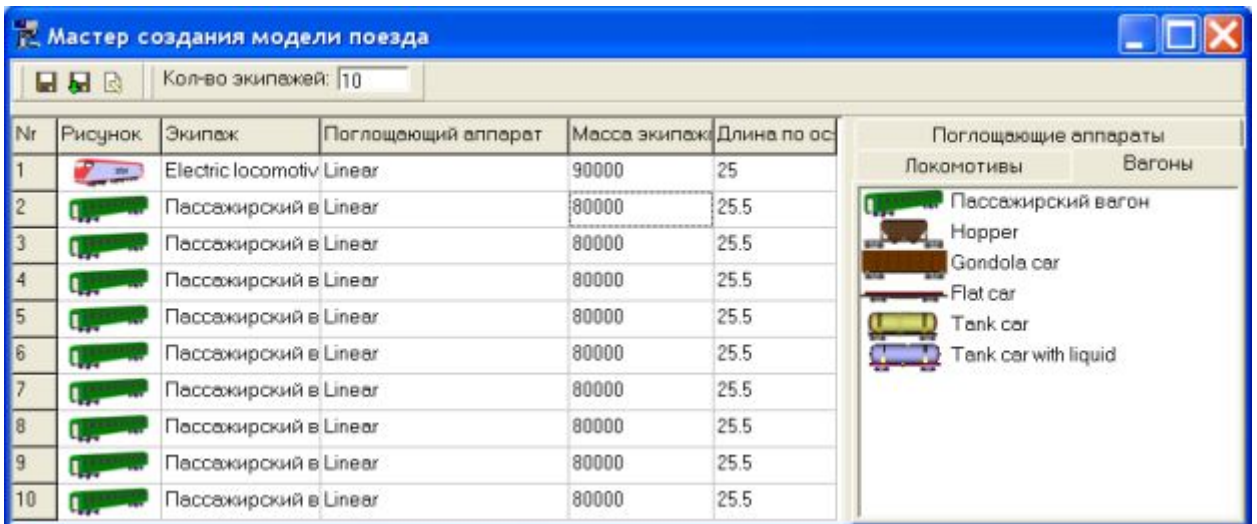 Мастер создания модели поезда
Кол-во экипажей: 10
Nr Рисунок Экипаж Поглощающий аппарат Масса экипаж Длина по ос
1 Electric locomotiv Linear 90000 25
2 Пассажирский в Linear 80000 25.5
3 Пассажирский в Linear 80000 25.5
4 Пассажирский в Linear 80000 25.5
5 Пассажирский в Linear 80000 25.5
6 Пассажирский в Linear 80000 25.5
7 Пассажирский в Linear 80000 25.5
8 Пассажирский в Linear 80000 25.5
9 Пассажирский в Linear 80000 25.5
10 Пассажирский в Linear 80000 25.5
Поглощающие аппараты
Локомотивы Вагоны
Пассажирский вагон
Hopper
Gondola car
Flat car
Tank car
Tank car with liquid